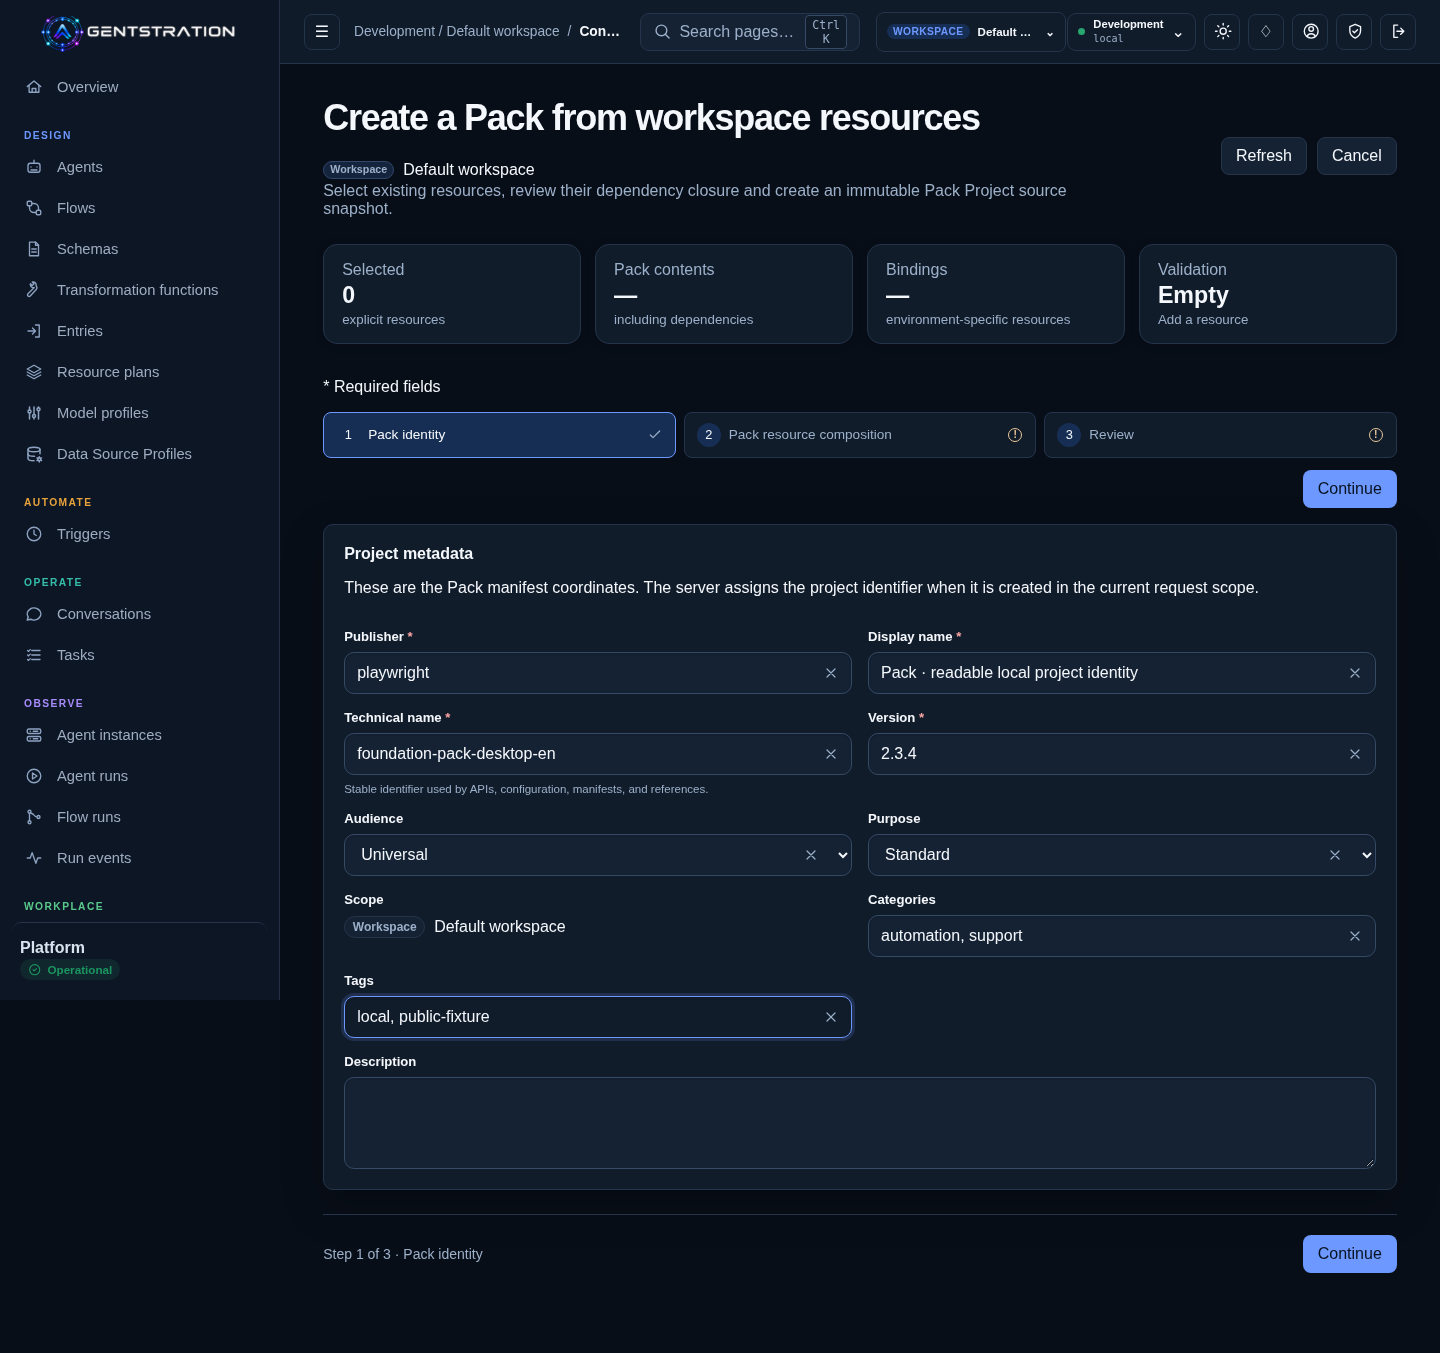 GENTSTRATION
Overview
DESIGN
Agents
Flows
Schemas
Transformation functions
Entries
Resource plans
Model profiles
Data Source Profiles
AUTOMATE
Triggers
OPERATE
Conversations
Tasks
OBSERVE
Agent instances
Agent runs
Flow runs
Run events
WORKPLACE
Platform
Operational
Development / Default workspace / Con…
Search pages…
Ctrl
K
WORKSPACE Default …
Development
local
Create a Pack from workspace resources
Workspace Default workspace
Select existing resources, review their dependency closure and create an immutable Pack Project source
snapshot.
Refresh
Cancel
Selected
0
explicit resources
Pack contents
—
including dependencies
Bindings
—
environment-specific resources
Validation
Empty
Add a resource
* Required fields
1 Pack identity
2 Pack resource composition
3 Review
Continue
Project metadata
These are the Pack manifest coordinates. The server assigns the project identifier when it is created in the current request scope.
Publisher *
playwright
Display name *
Pack · readable local project identity
Technical name *
foundation-pack-desktop-en
Stable identifier used by APIs, configuration, manifests, and references.
Version *
2.3.4
Audience
Universal
Purpose
Standard
Scope
Workspace Default workspace
Categories
automation, support
Tags
local, public-fixture
Description
Step 1 of 3 · Pack identity
Continue